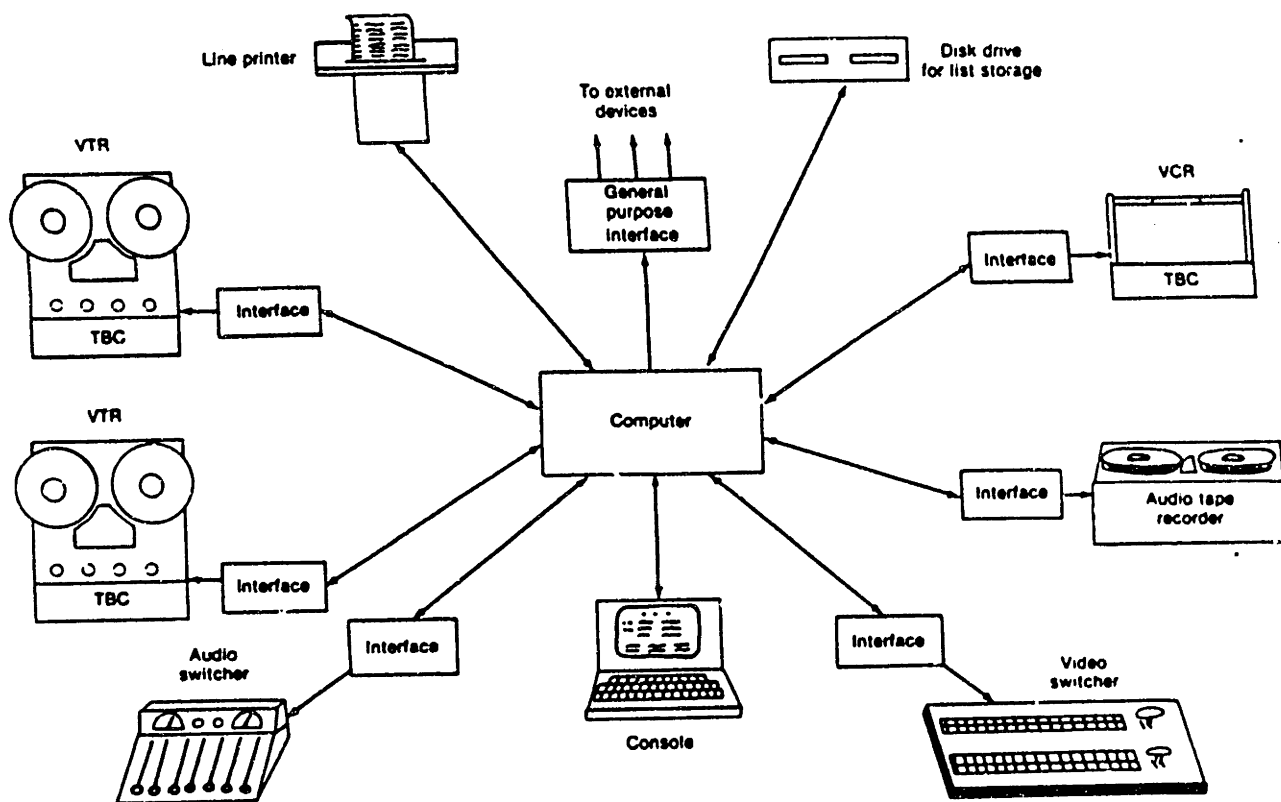 Line printer
Disk drive
for list storage
To external
devices
VTR
General
purpose
interface
VCR
Interface
TBC
Interface
TBC
Computer
VTR
Interface
Audio tape
recorder
Interface
TBC
Interface
Interface
Audio
switcher
Video
switcher
Console